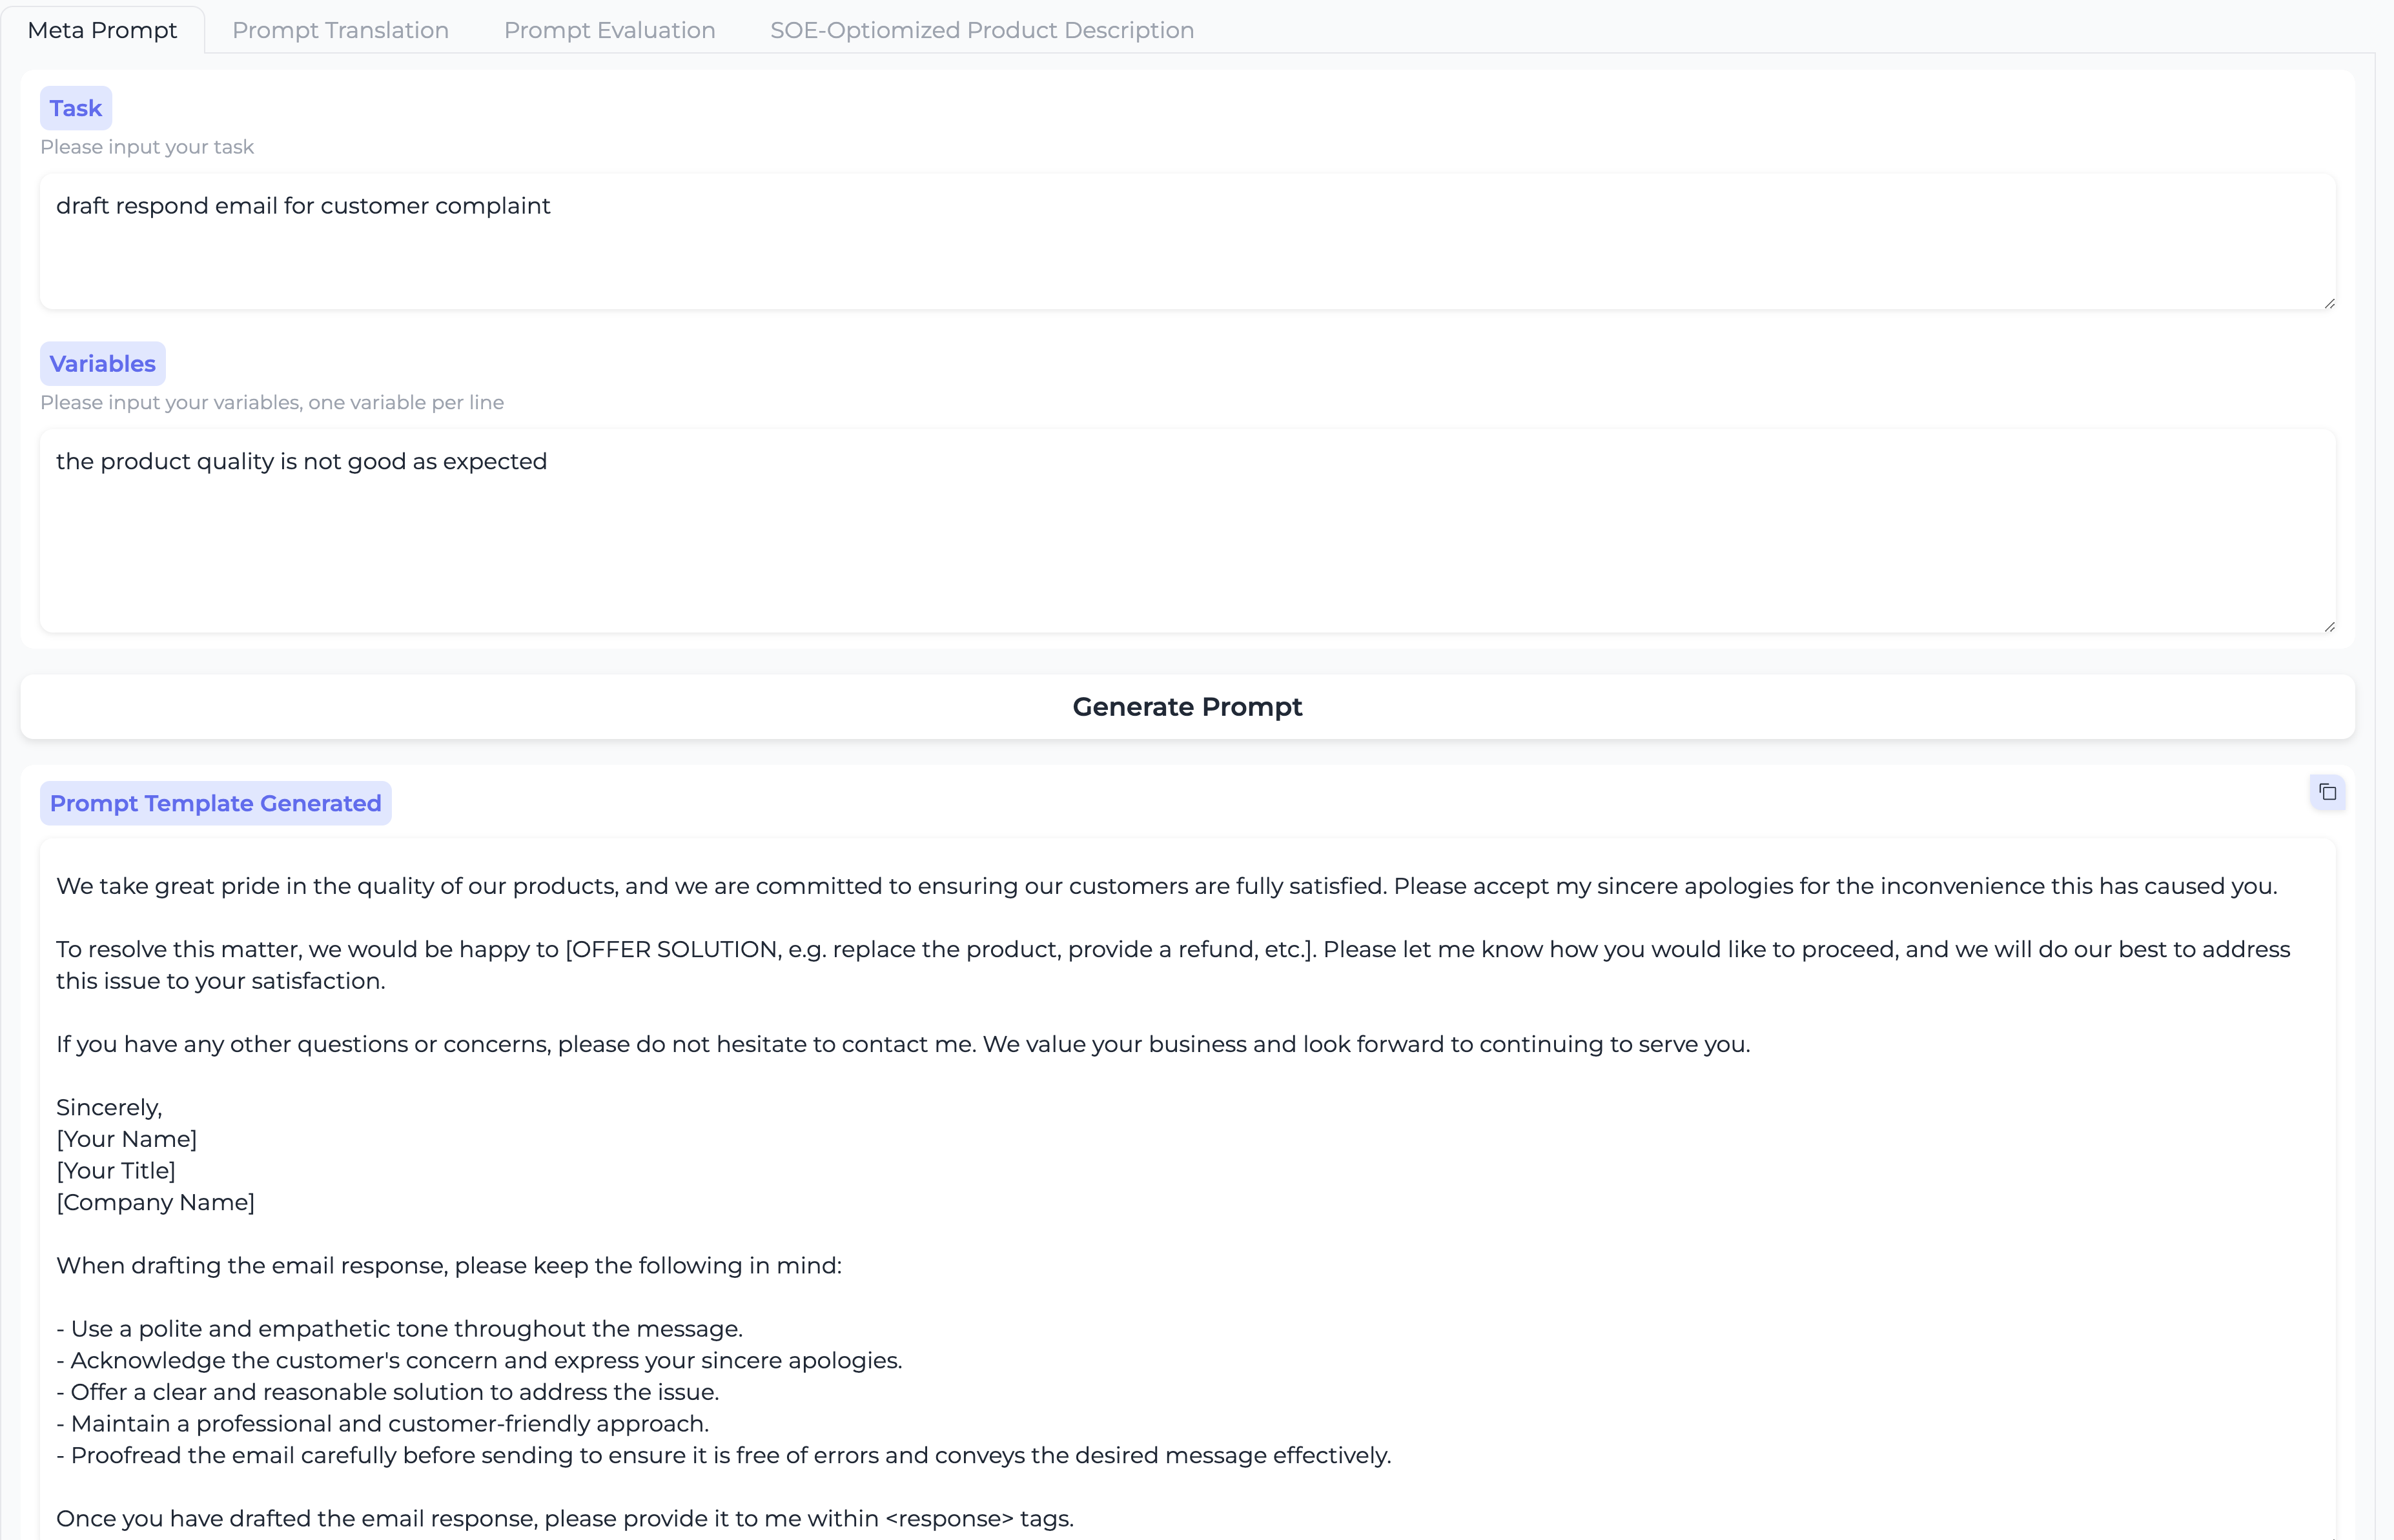 Meta Prompt
Prompt Translation
Prompt Evaluation
SOE-Optiomized Product Description
Task
Please input your task
draft respond email for customer complaint
Variables
Please input your variables, one variable per line
the product quality is not good as expected
Generate Prompt
Prompt Template Generated
We take great pride in the quality of our products, and we are committed to ensuring our customers are fully satisfied. Please accept my sincere apologies for the inconvenience this has caused you.
To resolve this matter, we would be happy to [OFFER SOLUTION, e.g. replace the product, provide a refund, etc.]. Please let me know how you would like to proceed, and we will do our best to address
this issue to your satisfaction.
If you have any other questions or concerns, please do not hesitate to contact me. We value your business and look forward to continuing to serve you.
Sincerely,
[Your Name]
[Your Title]
[Company Name]
When drafting the email response, please keep the following in mind:
- Use a polite and empathetic tone throughout the message.
- Acknowledge the customer's concern and express your sincere apologies.
- Offer a clear and reasonable solution to address the issue.
- Maintain a professional and customer-friendly approach.
- Proofread the email carefully before sending to ensure it is free of errors and conveys the desired message effectively.
Once you have drafted the email response, please provide it to me within <response> tags.